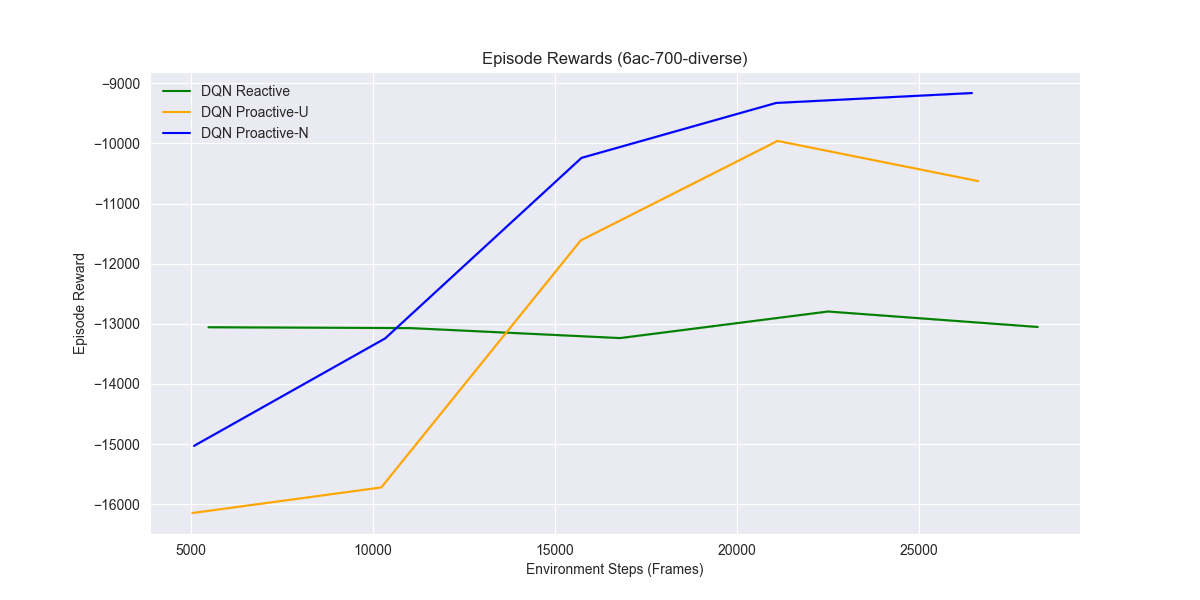 Episode Rewards (6ac-700-diverse)
DQN Reactive
DQN Proactive-U
DQN Proactive-N
Episode Reward
−9000
−10000
−11000
−12000
−13000
−14000
−15000
−16000
5000 10000 15000 20000 25000
Environment Steps (Frames)